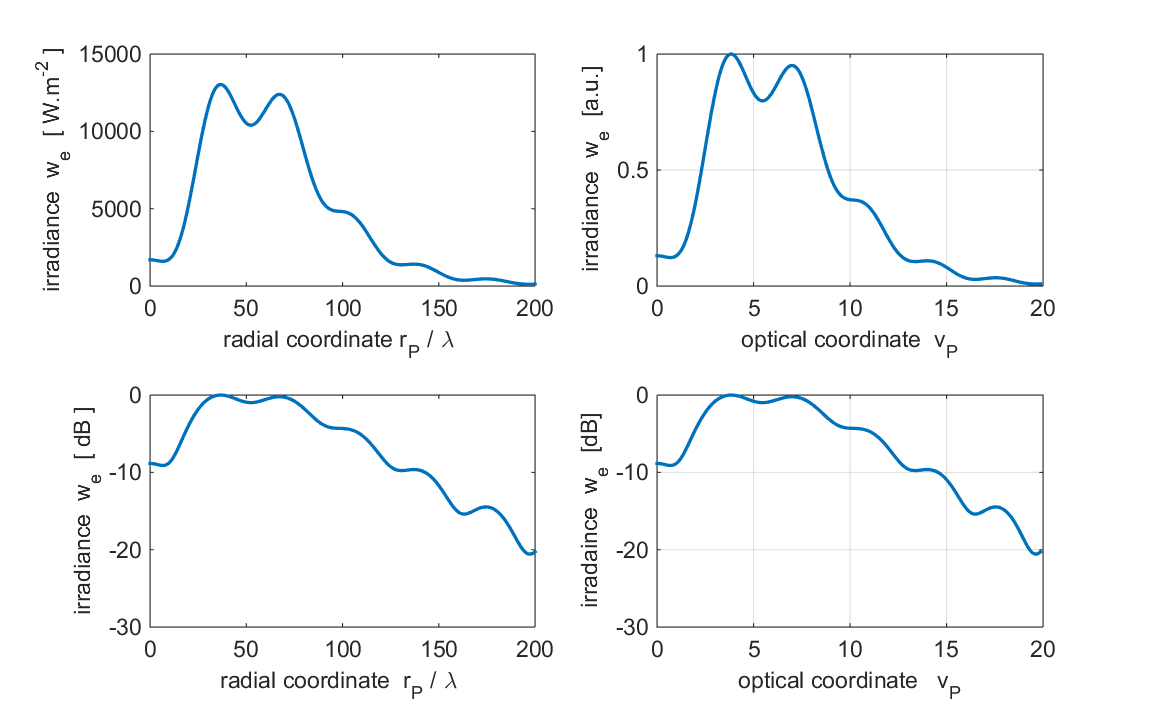 irradiance w_e [ W.m^-2 ]
15000
10000
5000
0
0 50 100 150 200
radial coordinate r_P / λ
irradiance w_e [a.u.]
1
0.5
0
0 5 10 15 20
optical coordinate v_P
irradiance w_e [ dB ]
0
-10
-20
-30
0 50 100 150 200
radial coordinate r_P / λ
irradaince w_e [dB]
0
-10
-20
-30
0 5 10 15 20
optical coordinate v_P